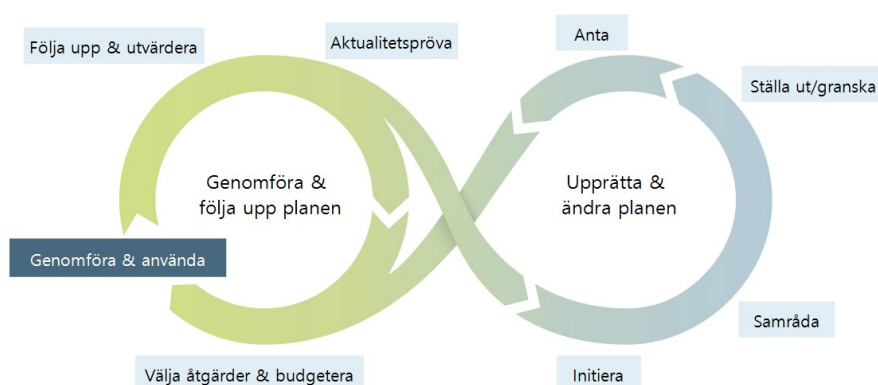 Följa upp & utvärdera
Aktualitetspröva
Anta
Ställa ut/granska
Genomföra &
följa upp planen
Upprätta &
ändra planen
Genomföra & använda
Samråda
Välja åtgärder & budgetera
Initiera